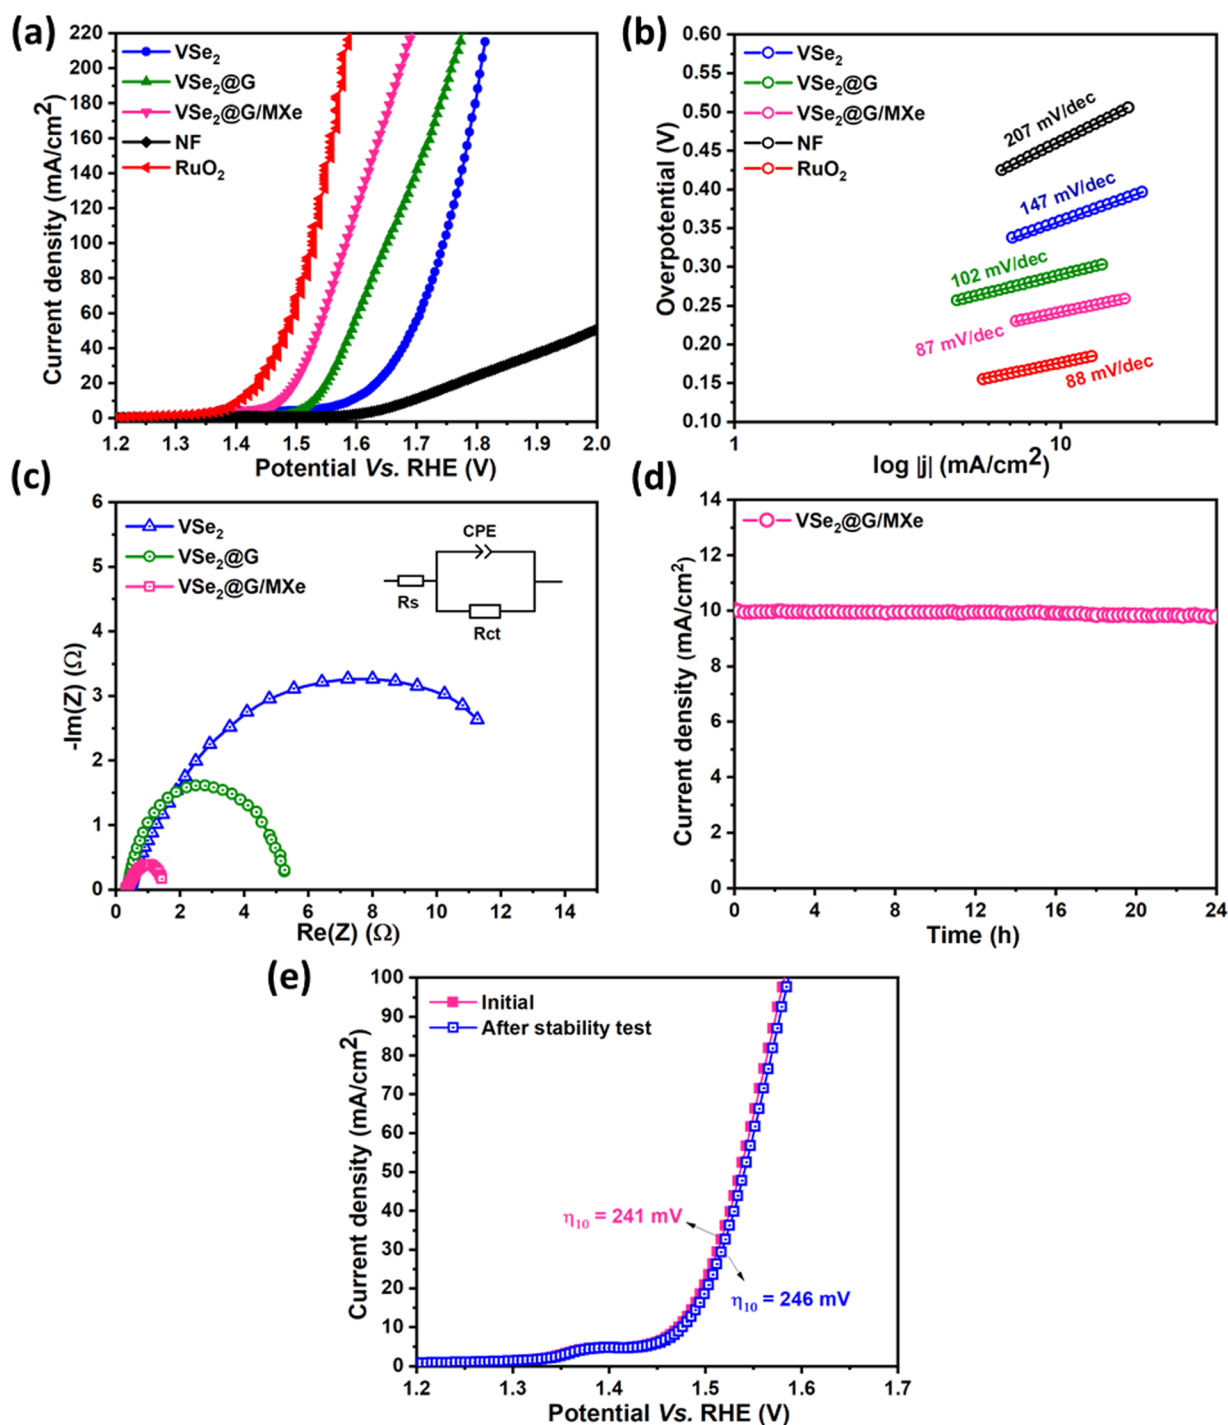 (a)
220
200
180
160
140
120
100
80
60
40
20
0
Current density (mA/cm²)
VSe₂
VSe₂@G
VSe₂@G/MXe
NF
RuO₂
1.2 1.3 1.4 1.5 1.6 1.7 1.8 1.9 2.0
Potential Vs. RHE (V)
(b)
0.60
0.55
0.50
0.45
0.40
0.35
0.30
0.25
0.20
0.15
0.10
Overpotential (V)
VSe₂
VSe₂@G
VSe₂@G/MXe
NF
RuO₂
207 mV/dec
147 mV/dec
102 mV/dec
87 mV/dec
88 mV/dec
1 10
log |j| (mA/cm²)
(c)
6
5
4
3
2
1
0
-Im(Z) (Ω)
VSe₂
VSe₂@G
VSe₂@G/MXe
CPE
Rs
Rct
0 2 4 6 8 10 12 14
Re(Z) (Ω)
(d)
14
12
10
8
6
4
2
0
Current density (mA/cm²)
VSe₂@G/MXe
0 4 8 12 16 20 24
Time (h)
(e)
100
90
80
70
60
50
40
30
20
10
0
Current density (mA/cm²)
Initial
After stability test
η₁₀ = 241 mV
η₁₀ = 246 mV
1.2 1.3 1.4 1.5 1.6 1.7
Potential Vs. RHE (V)